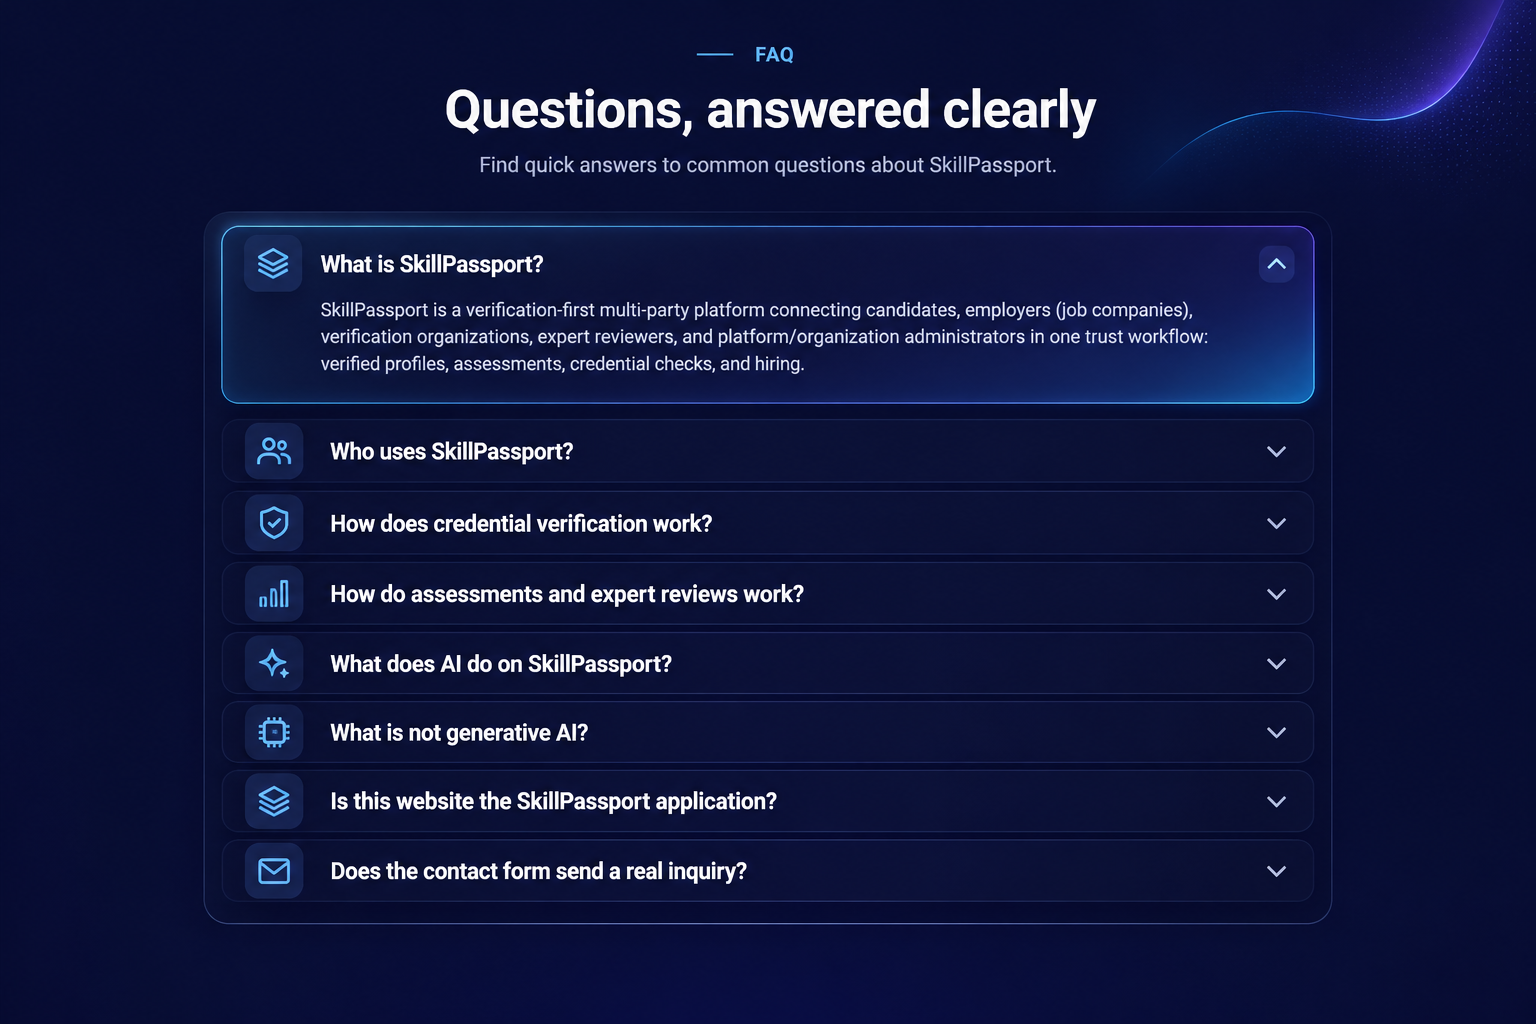 FAQ
Questions, answered clearly
Find quick answers to common questions about SkillPassport.
What is SkillPassport?
SkillPassport is a verification-first multi-party platform connecting candidates, employers (job companies),
verification organizations, expert reviewers, and platform/organization administrators in one trust workflow:
verified profiles, assessments, credential checks, and hiring.
Who uses SkillPassport?
How does credential verification work?
How do assessments and expert reviews work?
What does AI do on SkillPassport?
What is not generative AI?
Is this website the SkillPassport application?
Does the contact form send a real inquiry?